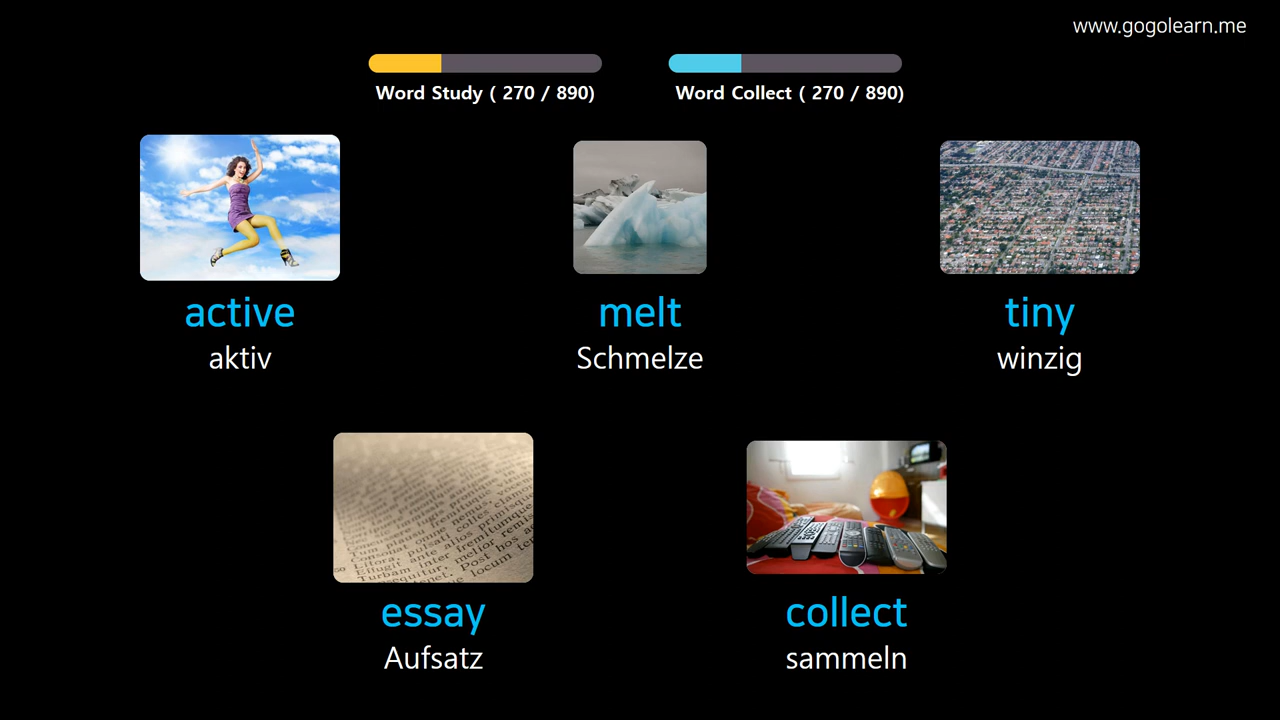 www.gogolearn.me
Word Study ( 270 / 890)
Word Collect ( 270 / 890)
active
aktiv
melt
Schmelze
tiny
winzig
essay
Aufsatz
collect
sammeln